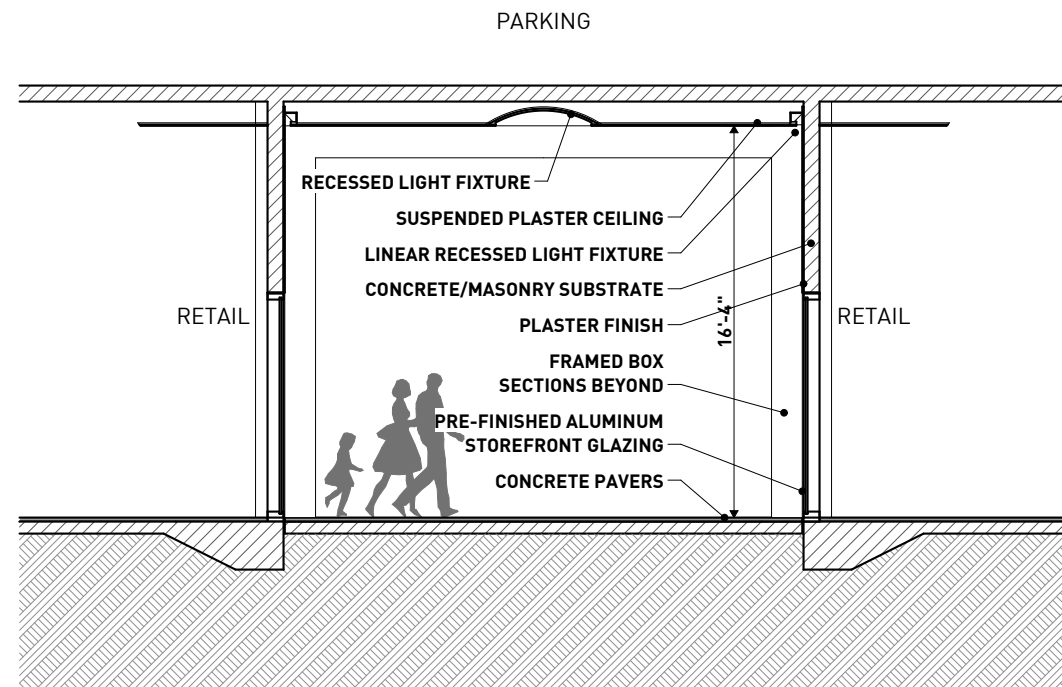 PARKING
RECESSED LIGHT FIXTURE
SUSPENDED PLASTER CEILING
LINEAR RECESSED LIGHT FIXTURE
CONCRETE/MASONRY SUBSTRATE
RETAIL
PLASTER FINISH
16'-4"
RETAIL
FRAMED BOX
SECTIONS BEYOND
PRE-FINISHED ALUMINUM
STOREFRONT GLAZING
CONCRETE PAVERS